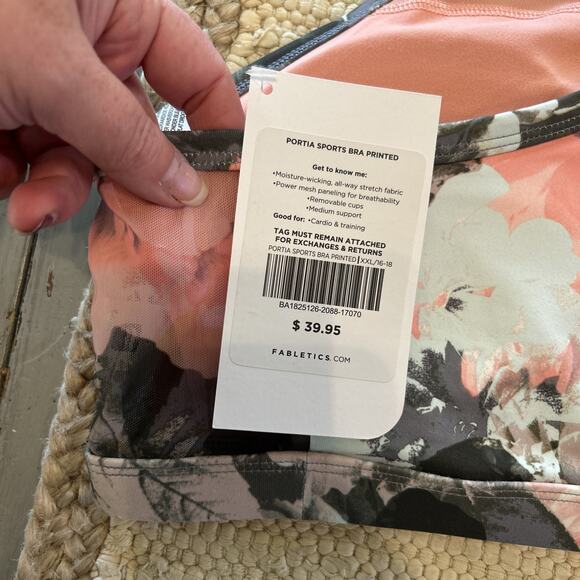 PORTIA SPORTS BRA PRINTED
Get to know me:
•Moisture-wicking, all-way stretch fabric
•Power mesh paneling for breathability
•Removable cups
•Medium support
Good for: •Cardio & training
TAG MUST REMAIN ATTACHED
FOR EXCHANGES & RETURNS
PORTIA SPORTS BRA PRINTED|XXL/16-18
BA1825126-2088-17070
$ 39.95
FABLETICS.COM